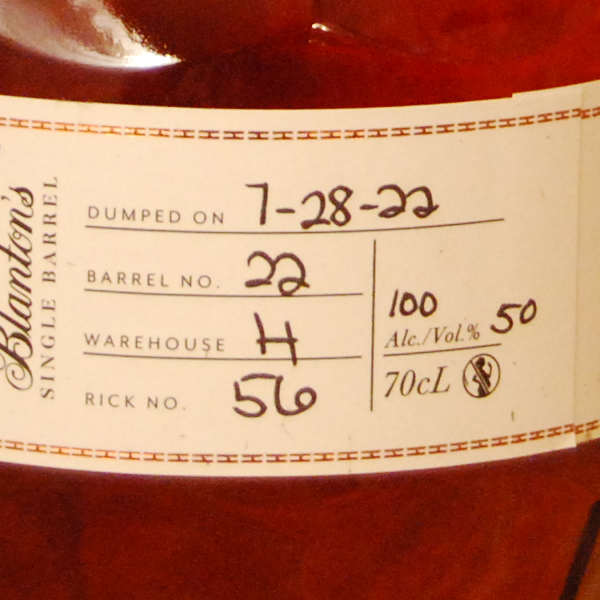 Blanton's
SINGLE BARREL
DUMPED ON 7-28-22
BARREL NO. 22
WAREHOUSE H
RICK NO. 56
100
Alc./Vol.% 50
70cL